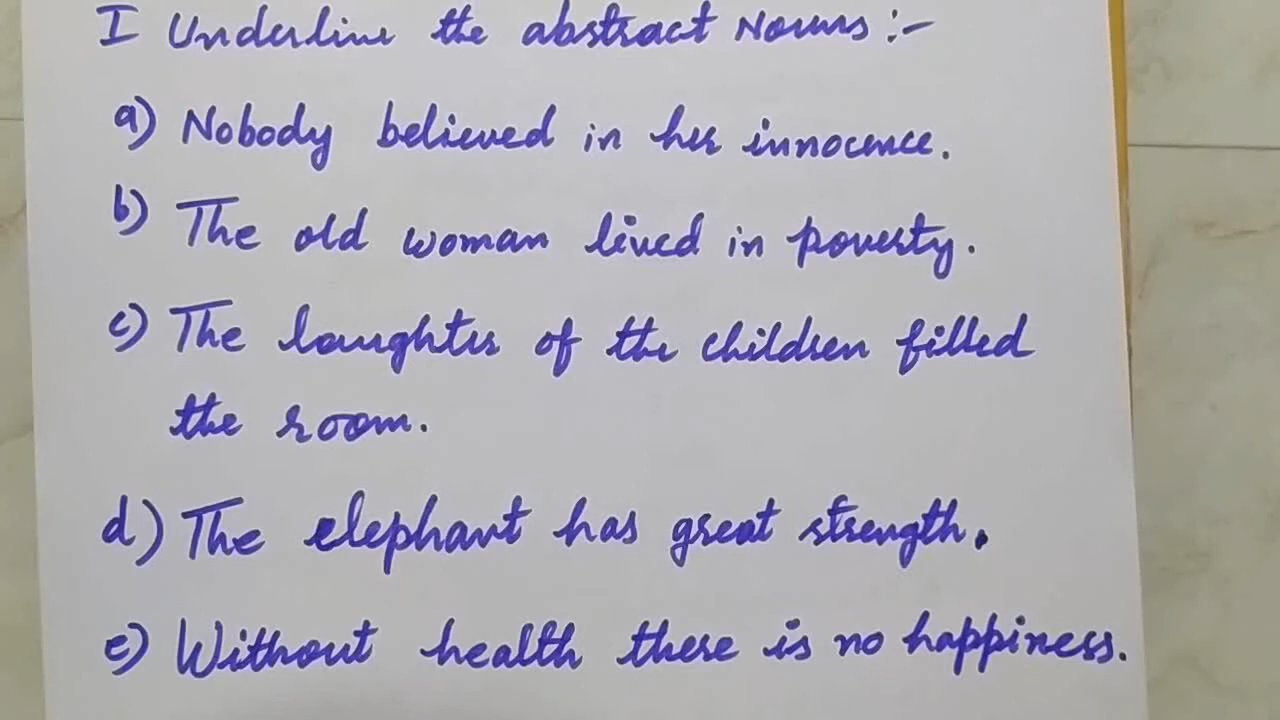 I Underline the abstract Nouns :-
a) Nobody believed in her innocence.
b) The old woman lived in poverty.
c) The laughter of the children filled
the room.
d) The elephant has great strength.
e) Without health there is no happiness.